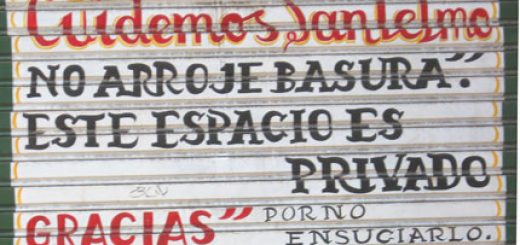 Cuidemos San telmo
NO ARROJE BASURA".
ESTE ESPACIO ES
PRIVADO
GRACIAS" PORNO
ENSUCIARLO.